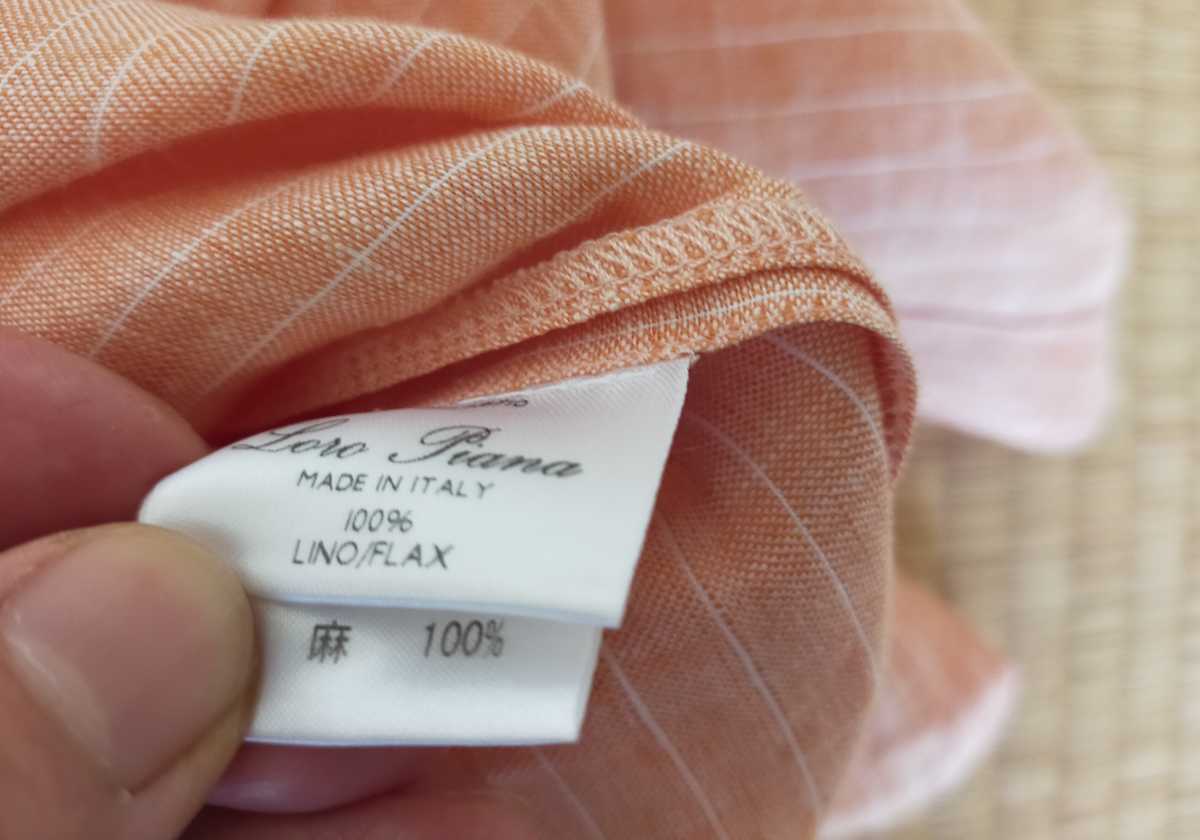 Loro Piana
MADE IN ITALY
100%
LINO/FLAX
麻 100%